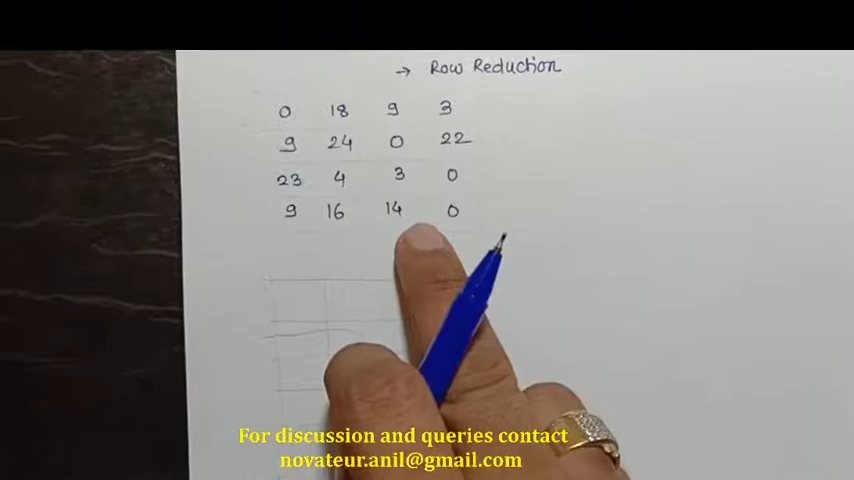 → Row Reduction
0 18 9 3
9 24 0 22
23 4 3 0
9 16 14 0
For discussion and queries contact
novateur.anil@gmail.com